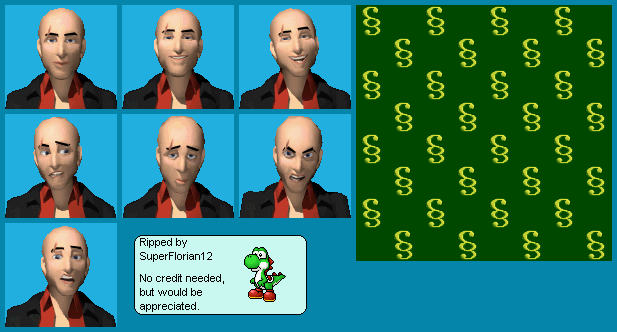 Ripped by
SuperFlorian12
No credit needed,
but would be
appreciated.
§ § § §
§ § § §
§ § § §
§ § § §
§ § § §
§ § § §
§ § § §
§ § § §